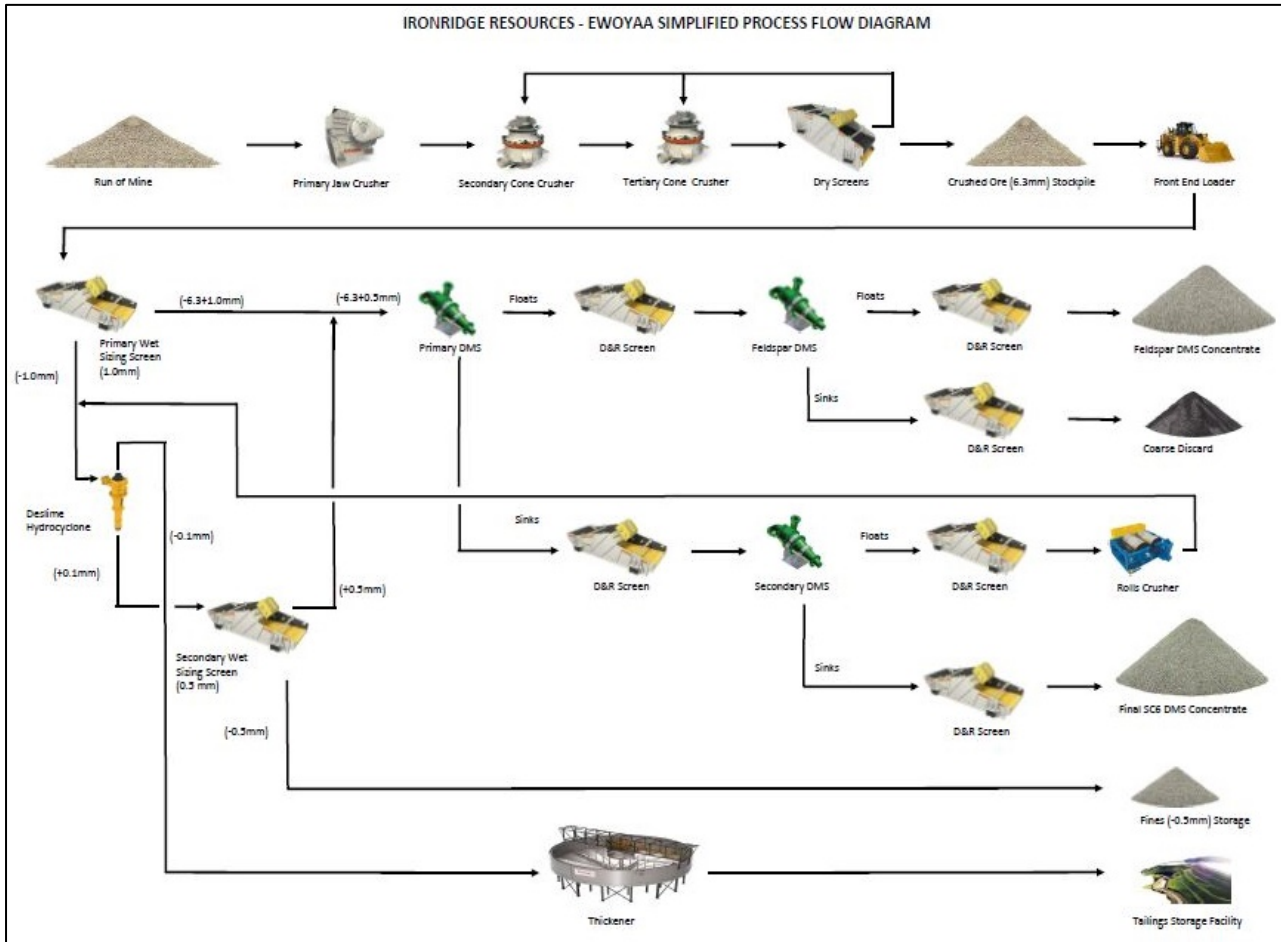 IRONRIDGE RESOURCES - EWOYAA SIMPLIFIED PROCESS FLOW DIAGRAM
Run of Mine
Primary Jaw Crusher
Secondary Cone Crusher
Tertiary Cone Crusher
Dry Screens
Crushed Ore (6.3mm) Stockpile
Front End Loader
(-6.3+1.0mm)
(-6.3+0.5mm)
Floats
Floats
Primary Wet
Sizing Screen
(1.0mm)
Primary DMS
D&R Screen
Feldspar DMS
D&R Screen
Feldspar DMS Concentrate
(-1.0mm)
Sinks
D&R Screen
Coarse Discard
Deslime
Hydrocyclone
(-0.1mm)
Sinks
Floats
(+0.1mm)
(+0.5mm)
D&R Screen
Secondary DMS
D&R Screen
Rolls Crusher
Secondary Wet
Sizing Screen
(0.5 mm)
Sinks
(-0.5mm)
D&R Screen
Final SC6 DMS Concentrate
Fines (-0.5mm) Storage
Thickener
Tailings Storage Facility